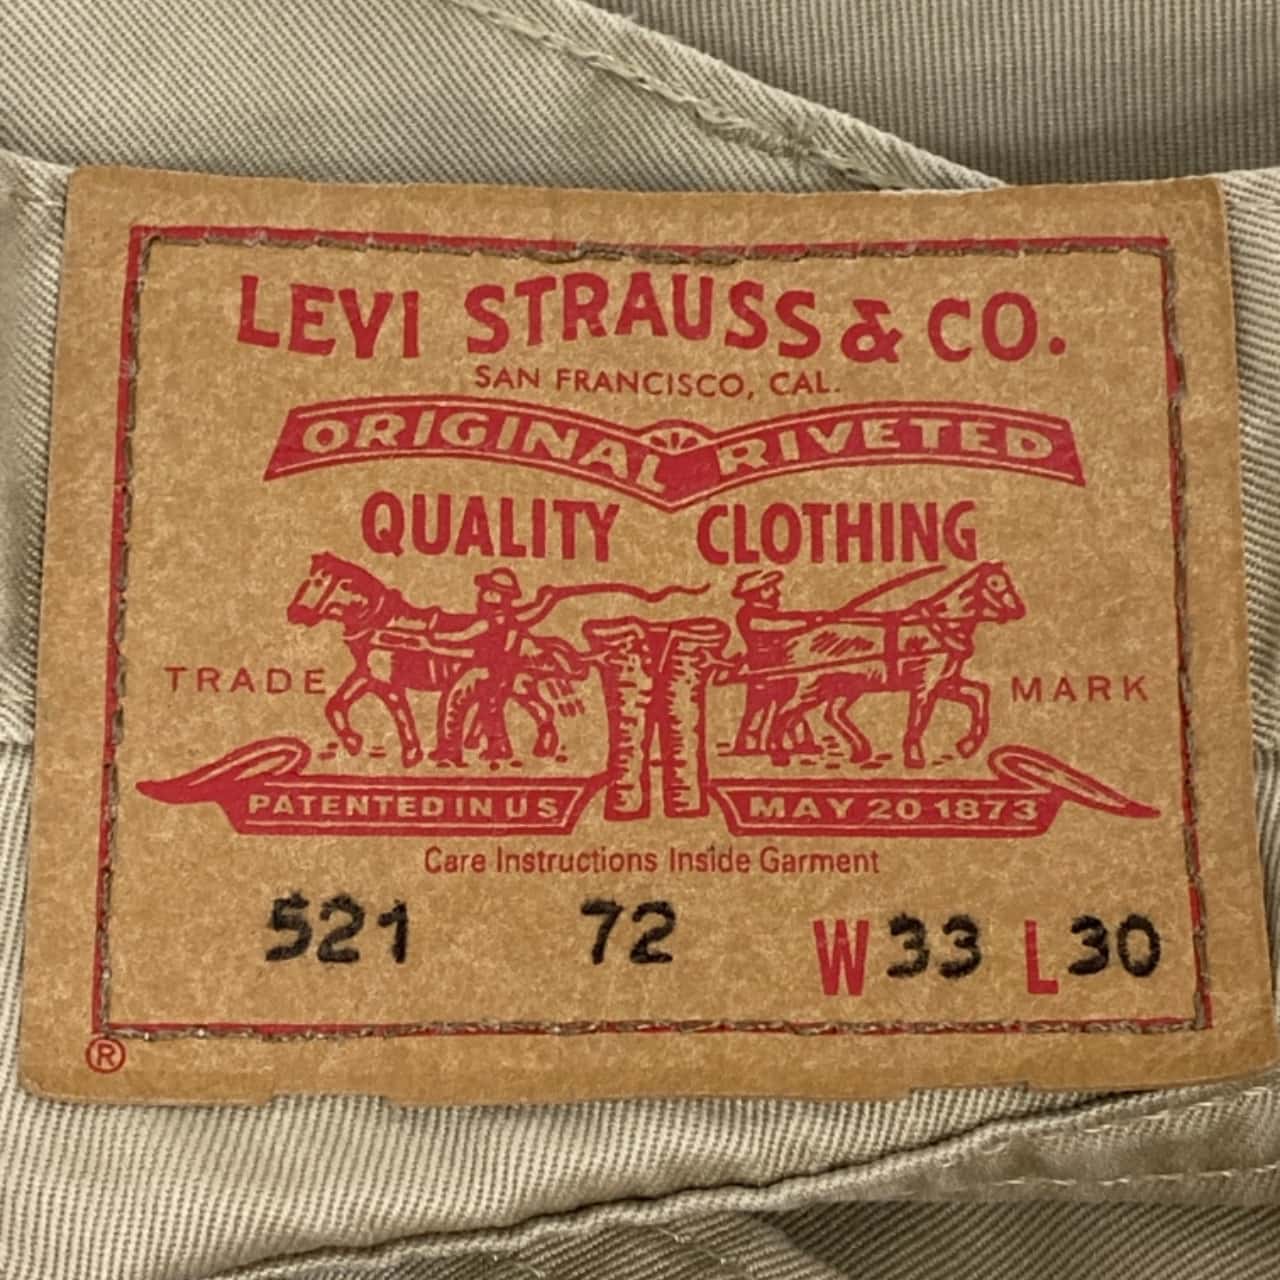 LEVI STRAUSS & CO.
SAN FRANCISCO, CAL.
ORIGINAL RIVETED
QUALITY CLOTHING
TRADE MARK
PATENTED IN U S MAY 20 1873
Care Instructions Inside Garment
521 72 W 33 L 30
®